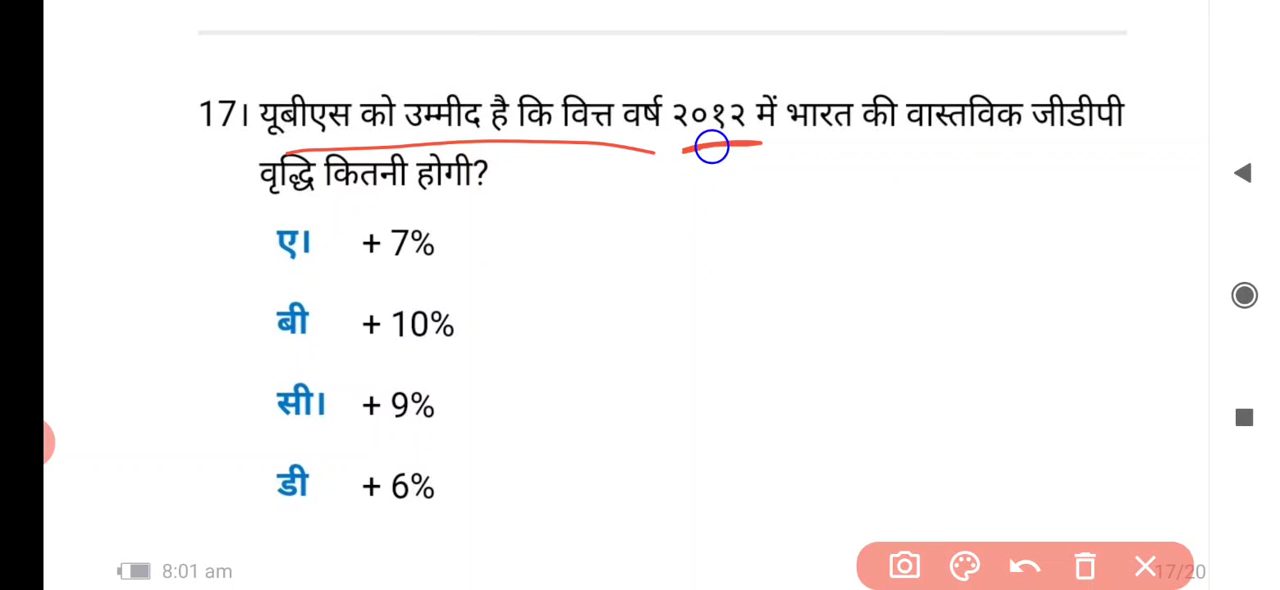 17। यूबीएस को उम्मीद है कि वित्त वर्ष २०१२ में भारत की वास्तविक जीडीपी
वृद्धि कितनी होगी?
ए। + 7%
बी + 10%
सी। + 9%
डी + 6%
8:01 am
17/20